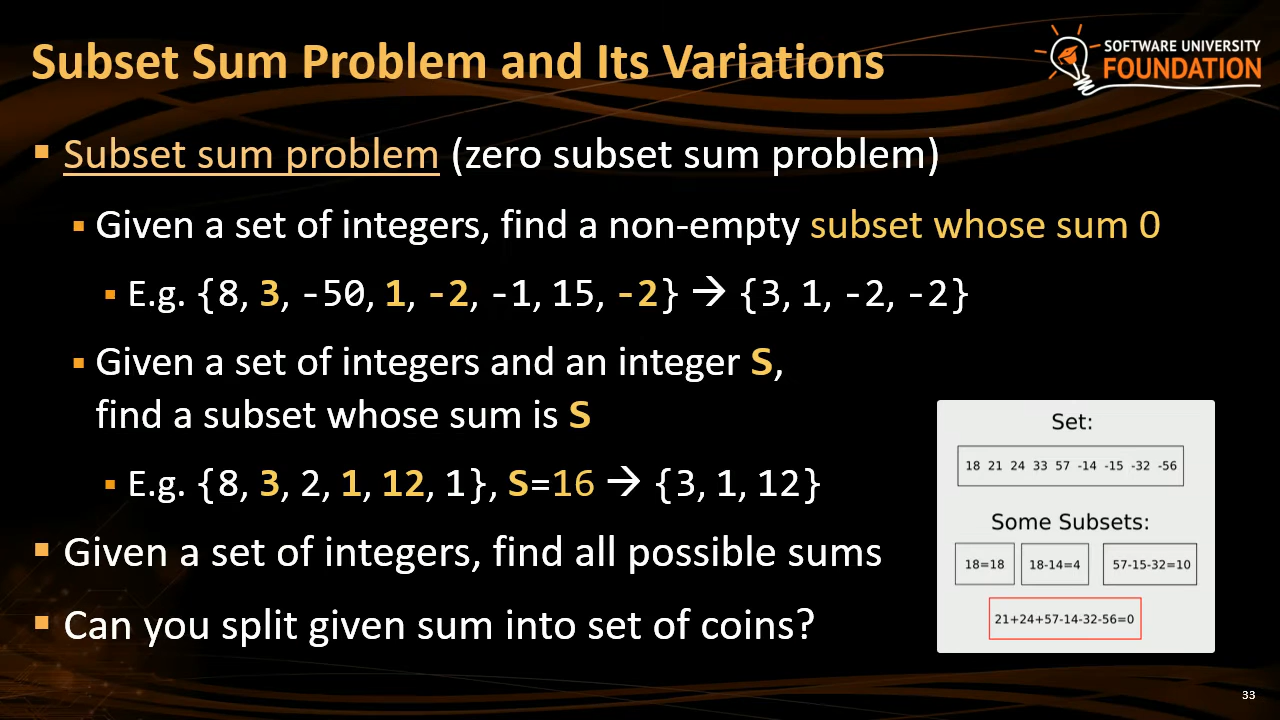 Subset Sum Problem and Its Variations
SOFTWARE UNIVERSITY
FOUNDATION
Subset sum problem (zero subset sum problem)
Given a set of integers, find a non-empty subset whose sum 0
E.g. {8, 3, -50, 1, -2, -1, 15, -2} → {3, 1, -2, -2}
Given a set of integers and an integer S,
find a subset whose sum is S
E.g. {8, 3, 2, 1, 12, 1}, S=16 → {3, 1, 12}
Given a set of integers, find all possible sums
Can you split given sum into set of coins?
Set:
18 21 24 33 57 -14 -15 -32 -56
Some Subsets:
18=18 18-14=4 57-15-32=10
21+24+57-14-32-56=0
33